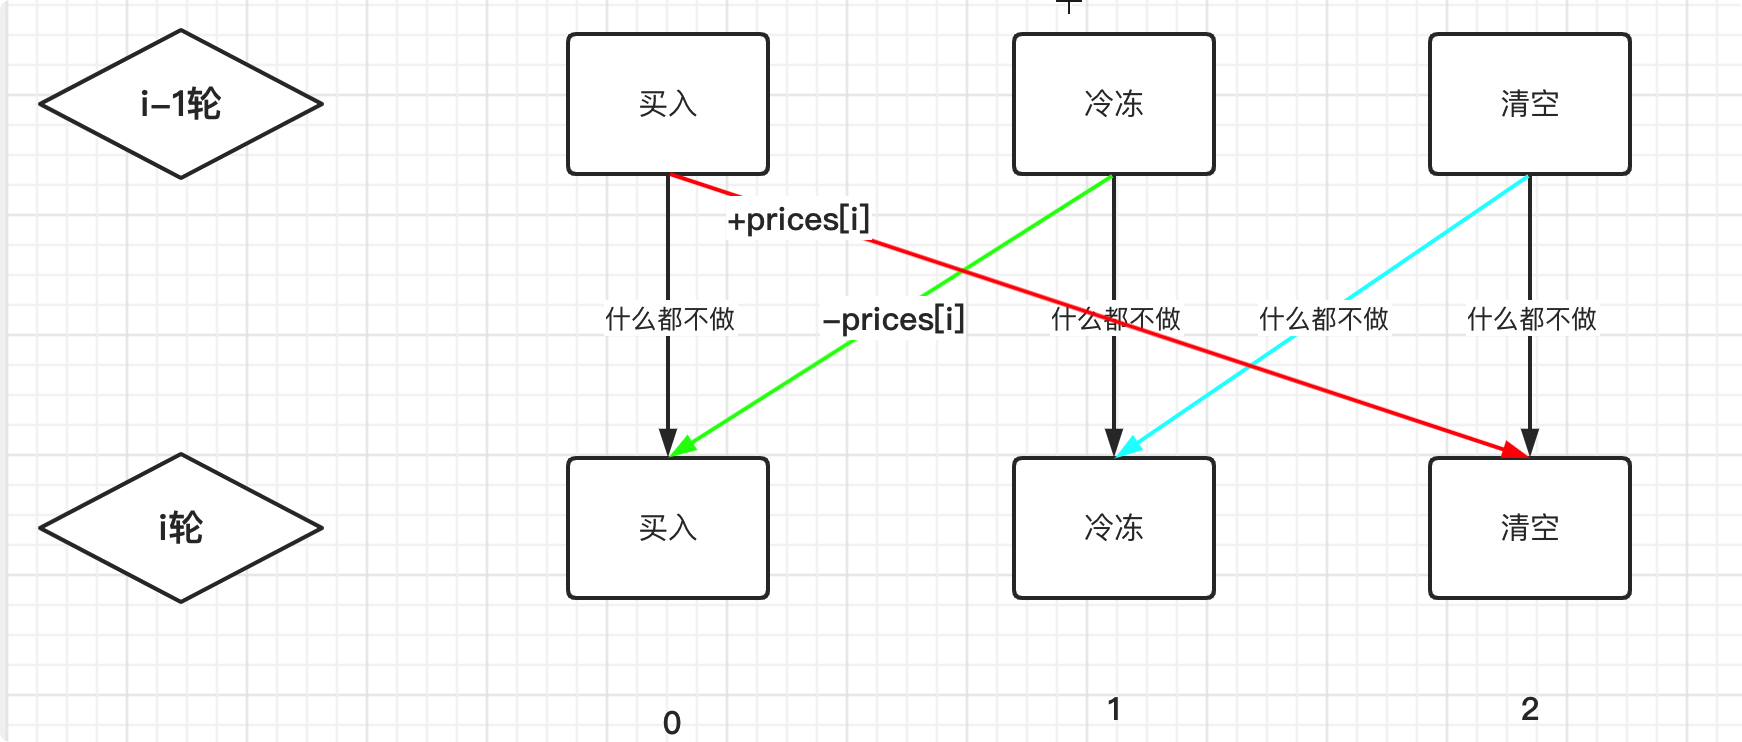 i-1轮
买入
冷冻
清空
+prices[i]
什么都不做
-prices[i]
什么都不做
什么都不做
什么都不做
i轮
买入
冷冻
清空
0
1
2